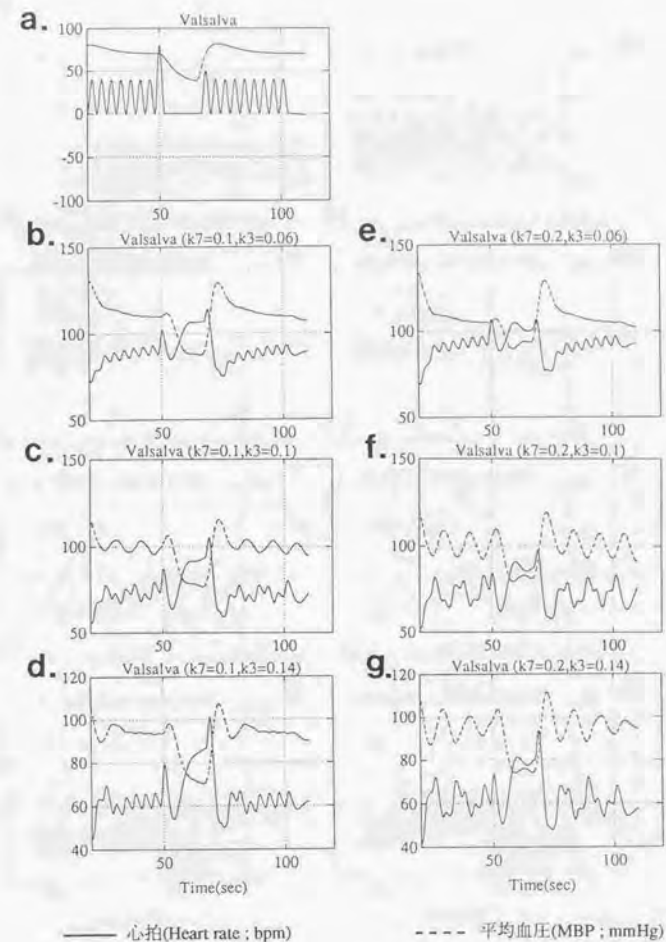 a.
Valsalva
100
50
0
-50
-100
50
100
b.
Valsalva (k7=0.1,k3=0.06)
150
100
50
50
100
e.
Valsalva (k7=0.2,k3=0.06)
150
100
50
50
100
c.
Valsalva (k7=0.1,k3=0.1)
150
100
50
50
100
f.
Valsalva (k7=0.2,k3=0.1)
150
100
50
50
100
d.
Valsalva (k7=0.1,k3=0.14)
120
100
80
60
40
50
100
Time(sec)
g.
Valsalva (k7=0.2,k3=0.14)
120
100
80
60
40
50
100
Time(sec)
心拍(Heart rate ; bpm)
平均血圧(MBP ; mmHg)